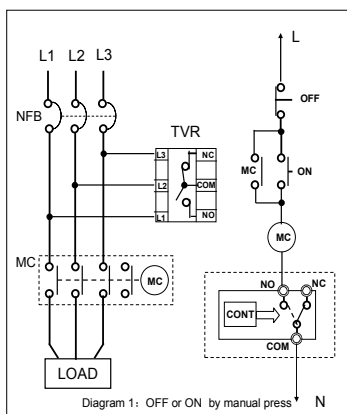 L1 L2 L3
L
NFB
OFF
TVR
L3 NC
L2 COM
L1 NO
MC
ON
MC
MC
MC
NO NC
CONT
COM
LOAD
Diagram 1: OFF or ON by manual press
N